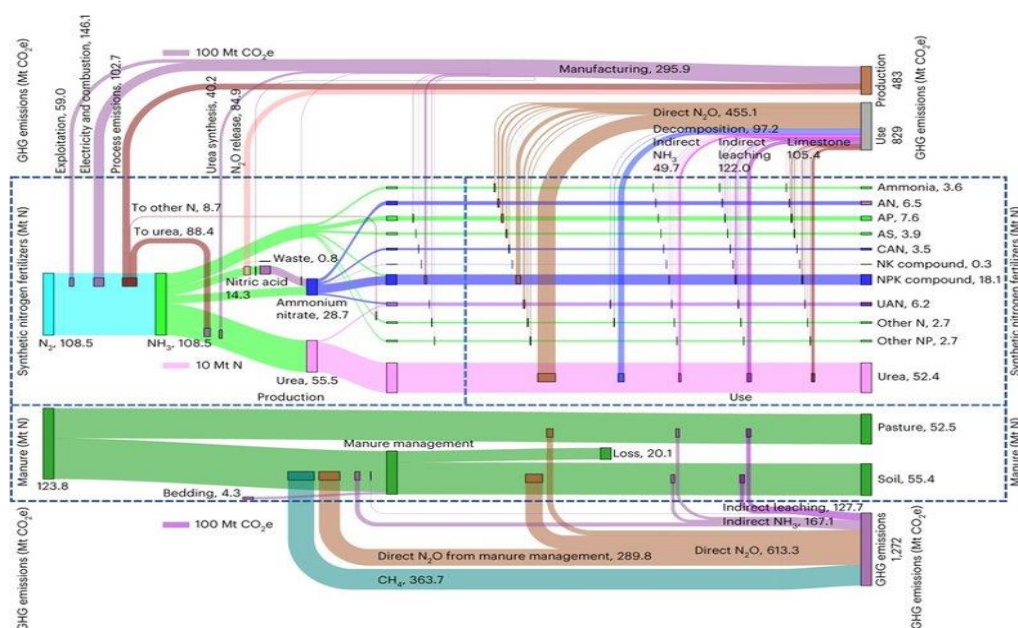 GHG emissions (Mt CO₂e)
Exploitation, 59.0
Electricity and combustion, 146.1
Process emissions, 102.7
Urea synthesis, 40.2
N₂O release, 84.9
100 Mt CO₂e
Manufacturing, 295.9
Production
483
GHG emissions (Mt CO₂e)
Direct N₂O, 455.1
Decomposition, 97.2
Indirect
NH₃
49.7
Indirect
leaching
122.0
Limestone
105.4
Use
829
Synthetic nitrogen fertilizers (Mt N)
To other N, 8.7
To urea, 88.4
Waste, 0.8
Nitric acid
14.3
Ammonium
nitrate, 28.7
N₂, 108.5
NH₃, 108.5
10 Mt N
Urea, 55.5
Production
Use
Ammonia, 3.6
AN, 6.5
AP, 7.6
AS, 3.9
CAN, 3.5
NK compound, 0.3
NPK compound, 18.1
UAN, 6.2
Other N, 2.7
Other NP, 2.7
Urea, 52.4
Synthetic nitrogen fertilizers (Mt N)
Manure (Mt N)
123.8
Manure management
Loss, 20.1
Bedding, 4.3
Pasture, 52.5
Soil, 55.4
Manure (Mt N)
GHG emissions (Mt CO₂e)
100 Mt CO₂e
Indirect leaching, 127.7
Indirect NH₃, 167.1
Direct N₂O from manure management, 289.8
Direct N₂O, 613.3
CH₄, 363.7
GHG emissions
1,272
GHG emissions (Mt CO₂e)